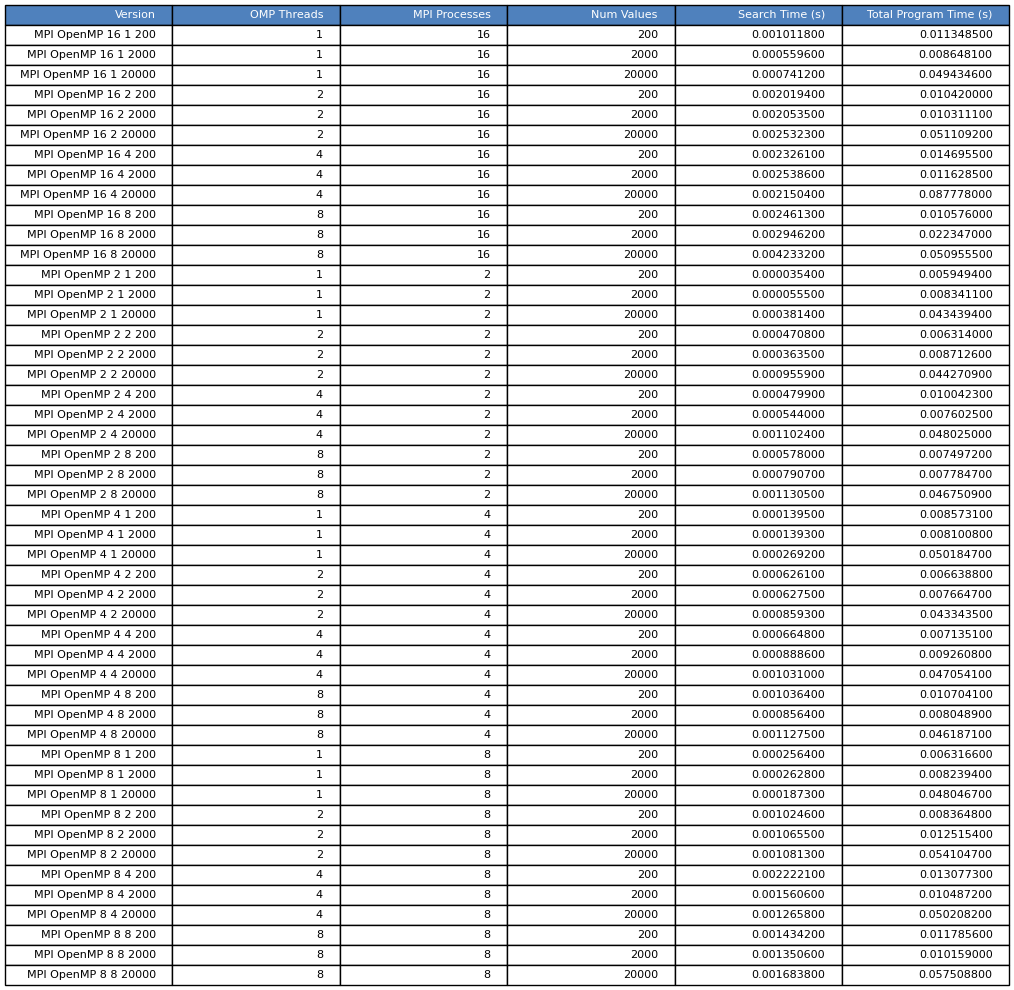 Version OMP Threads MPI Processes Num Values Search Time (s) Total Program Time (s)
MPI OpenMP 16 1 200 1 16 200 0.001011800 0.011348500
MPI OpenMP 16 1 2000 1 16 2000 0.000559600 0.008648100
MPI OpenMP 16 1 20000 1 16 20000 0.000741200 0.049434600
MPI OpenMP 16 2 200 2 16 200 0.002019400 0.010420000
MPI OpenMP 16 2 2000 2 16 2000 0.002053500 0.010311100
MPI OpenMP 16 2 20000 2 16 20000 0.002532300 0.051109200
MPI OpenMP 16 4 200 4 16 200 0.002326100 0.014695500
MPI OpenMP 16 4 2000 4 16 2000 0.002538600 0.011628500
MPI OpenMP 16 4 20000 4 16 20000 0.002150400 0.087778000
MPI OpenMP 16 8 200 8 16 200 0.002461300 0.010576000
MPI OpenMP 16 8 2000 8 16 2000 0.002946200 0.022347000
MPI OpenMP 16 8 20000 8 16 20000 0.004233200 0.050955500
MPI OpenMP 2 1 200 1 2 200 0.000035400 0.005949400
MPI OpenMP 2 1 2000 1 2 2000 0.000055500 0.008341100
MPI OpenMP 2 1 20000 1 2 20000 0.000381400 0.043439400
MPI OpenMP 2 2 200 2 2 200 0.000470800 0.006314000
MPI OpenMP 2 2 2000 2 2 2000 0.000363500 0.008712600
MPI OpenMP 2 2 20000 2 2 20000 0.000955900 0.044270900
MPI OpenMP 2 4 200 4 2 200 0.000479900 0.010042300
MPI OpenMP 2 4 2000 4 2 2000 0.000544000 0.007602500
MPI OpenMP 2 4 20000 4 2 20000 0.001102400 0.048025000
MPI OpenMP 2 8 200 8 2 200 0.000578000 0.007497200
MPI OpenMP 2 8 2000 8 2 2000 0.000790700 0.007784700
MPI OpenMP 2 8 20000 8 2 20000 0.001130500 0.046750900
MPI OpenMP 4 1 200 1 4 200 0.000139500 0.008573100
MPI OpenMP 4 1 2000 1 4 2000 0.000139300 0.008100800
MPI OpenMP 4 1 20000 1 4 20000 0.000269200 0.050184700
MPI OpenMP 4 2 200 2 4 200 0.000626100 0.006638800
MPI OpenMP 4 2 2000 2 4 2000 0.000627500 0.007664700
MPI OpenMP 4 2 20000 2 4 20000 0.000859300 0.043343500
MPI OpenMP 4 4 200 4 4 200 0.000664800 0.007135100
MPI OpenMP 4 4 2000 4 4 2000 0.000888600 0.009260800
MPI OpenMP 4 4 20000 4 4 20000 0.001031000 0.047054100
MPI OpenMP 4 8 200 8 4 200 0.001036400 0.010704100
MPI OpenMP 4 8 2000 8 4 2000 0.000856400 0.008048900
MPI OpenMP 4 8 20000 8 4 20000 0.001127500 0.046187100
MPI OpenMP 8 1 200 1 8 200 0.000256400 0.006316600
MPI OpenMP 8 1 2000 1 8 2000 0.000262800 0.008239400
MPI OpenMP 8 1 20000 1 8 20000 0.000187300 0.048046700
MPI OpenMP 8 2 200 2 8 200 0.001024600 0.008364800
MPI OpenMP 8 2 2000 2 8 2000 0.001065500 0.012515400
MPI OpenMP 8 2 20000 2 8 20000 0.001081300 0.054104700
MPI OpenMP 8 4 200 4 8 200 0.002222100 0.013077300
MPI OpenMP 8 4 2000 4 8 2000 0.001560600 0.010487200
MPI OpenMP 8 4 20000 4 8 20000 0.001265800 0.050208200
MPI OpenMP 8 8 200 8 8 200 0.001434200 0.011785600
MPI OpenMP 8 8 2000 8 8 2000 0.001350600 0.010159000
MPI OpenMP 8 8 20000 8 8 20000 0.001683800 0.057508800